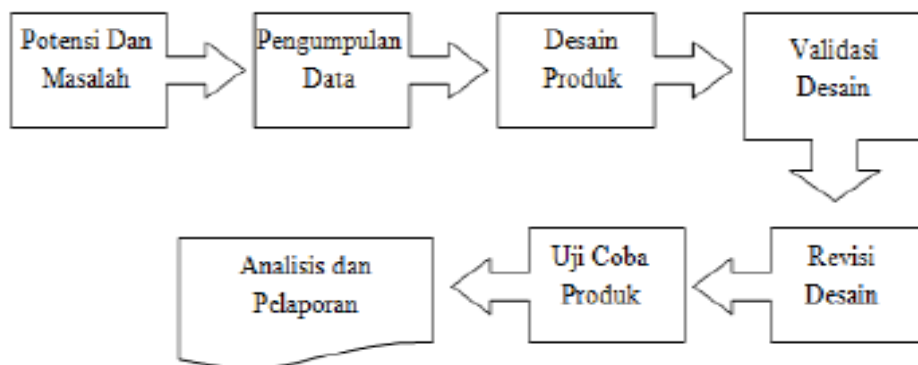 Potensi Dan
Masalah
Pengumpulan
Data
Desain
Produk
Validasi
Desain
Revisi
Desain
Uji Coba
Produk
Analisis dan
Pelaporan